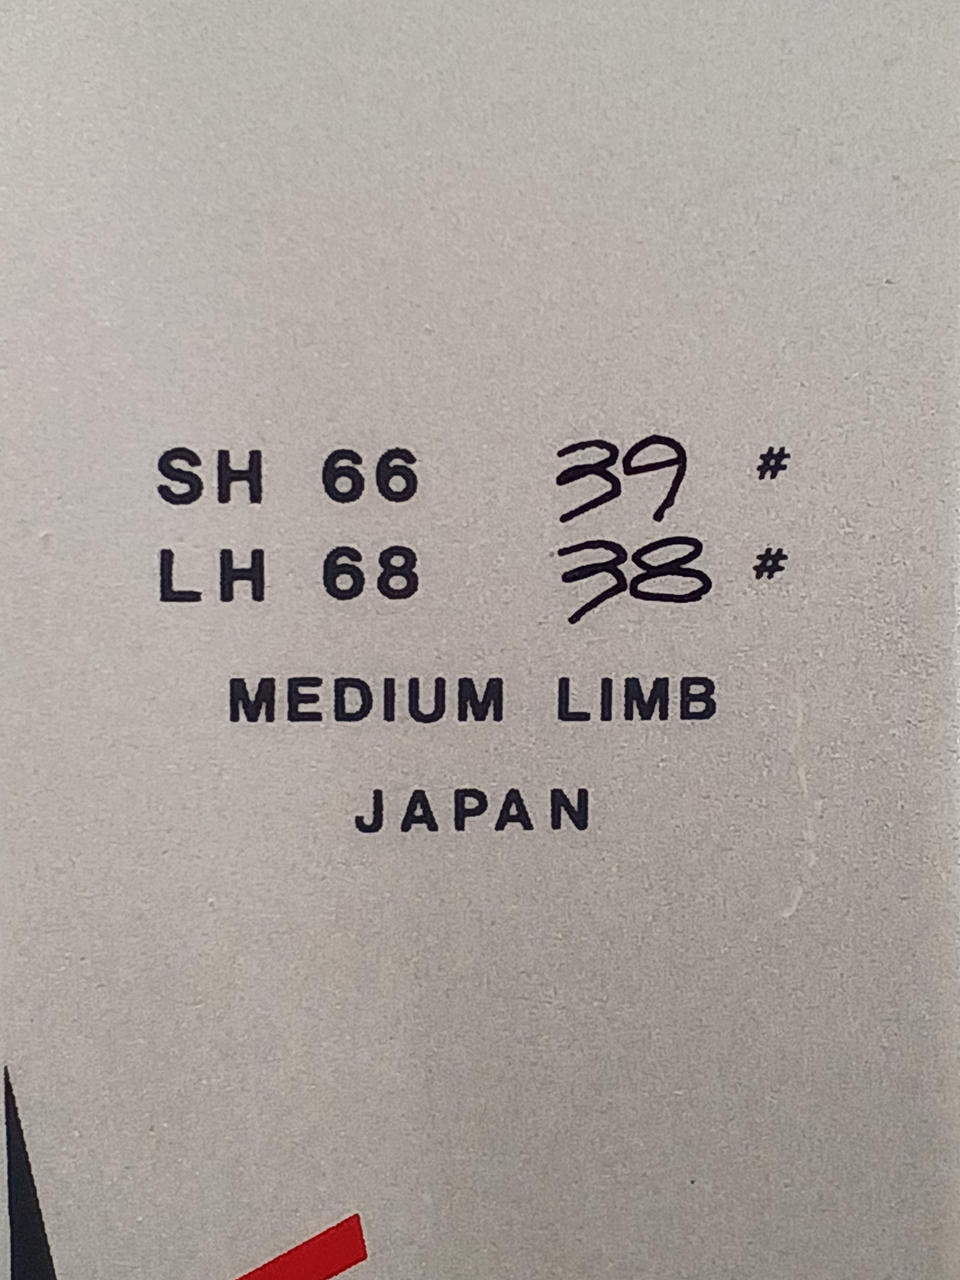 SH 66 39 #
LH 68 38 #
MEDIUM LIMB
JAPAN